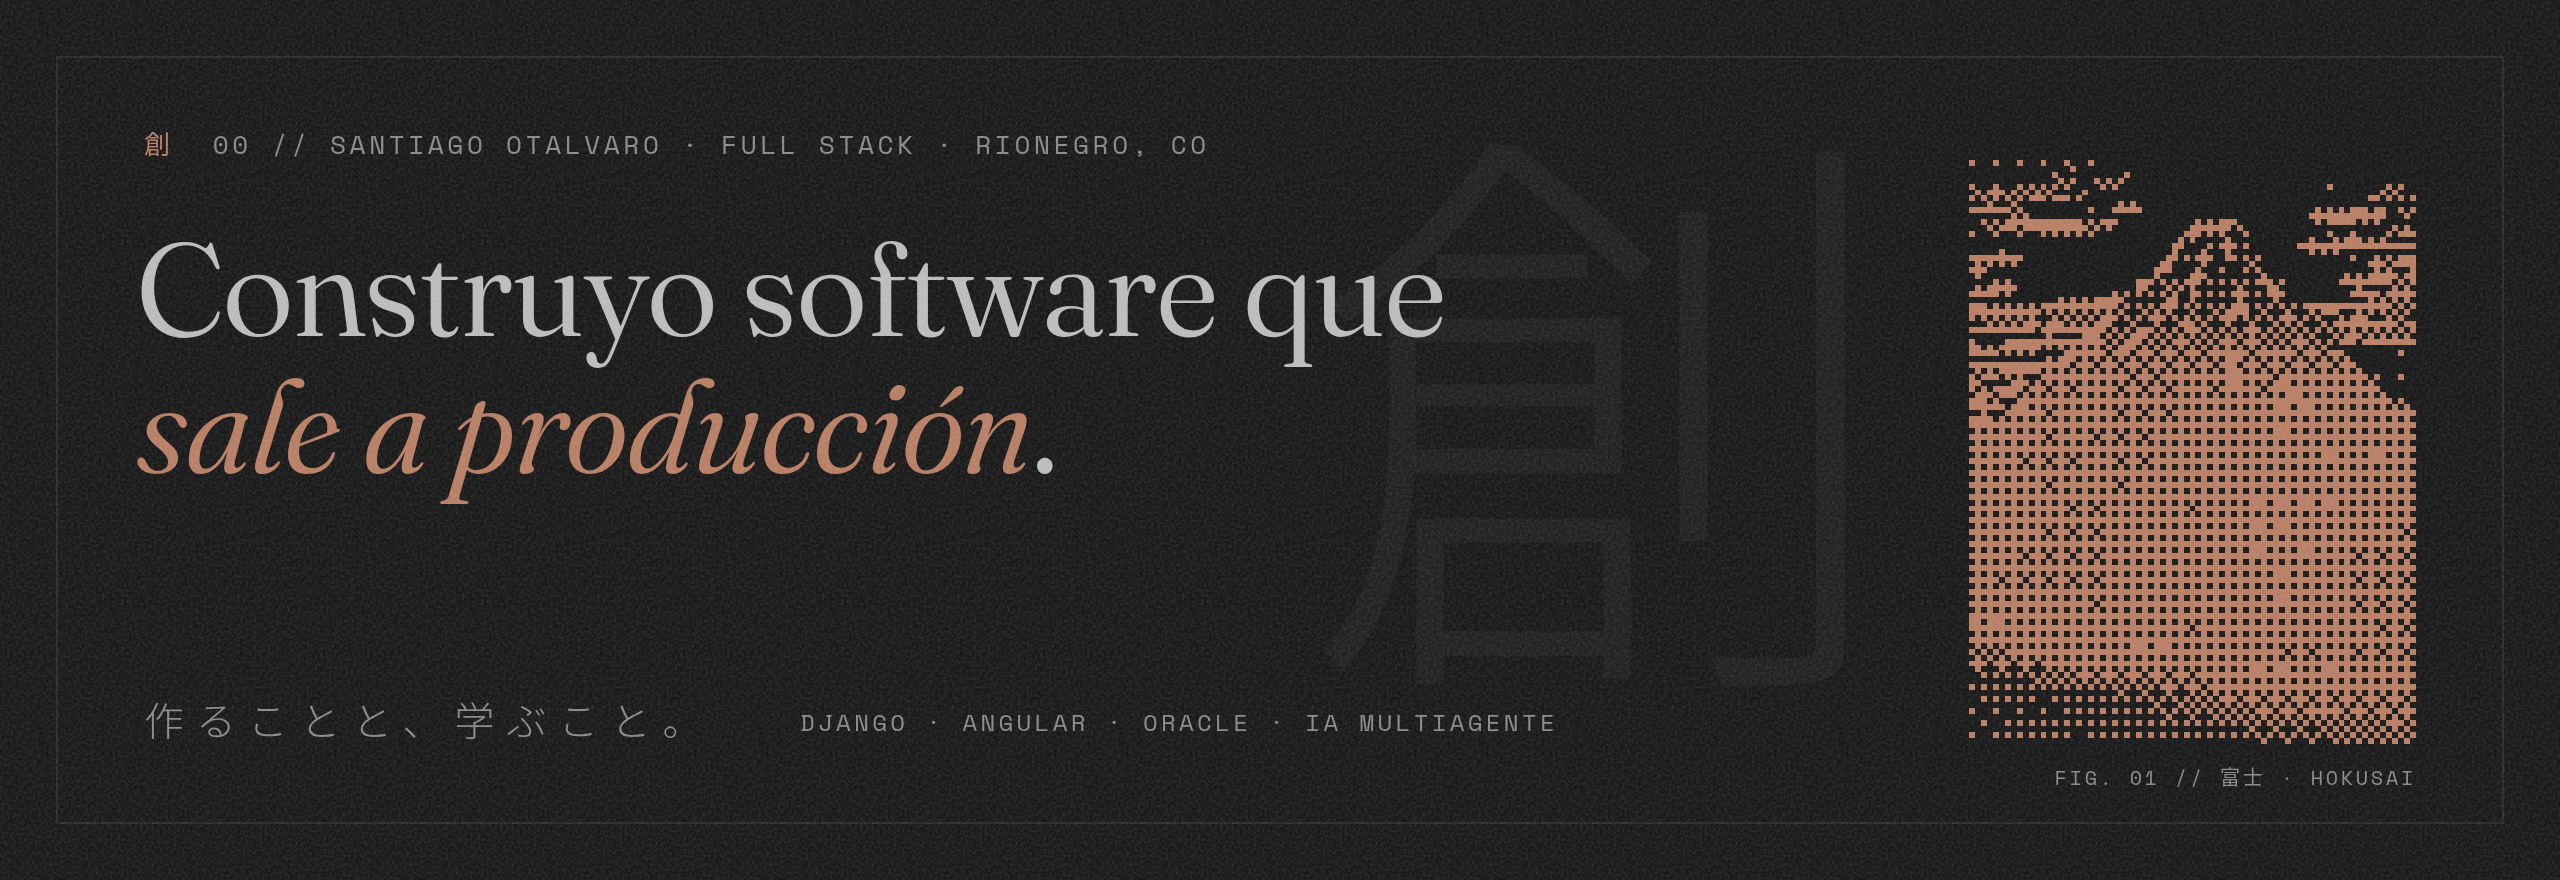 創 00 // SANTIAGO OTALVARO · FULL STACK · RIONEGRO, CO
Construyo software que
sale a producción.
創
作ることと、学ぶこと。
DJANGO · ANGULAR · ORACLE · IA MULTIAGENTE
FIG. 01 // 富士 · HOKUSAI